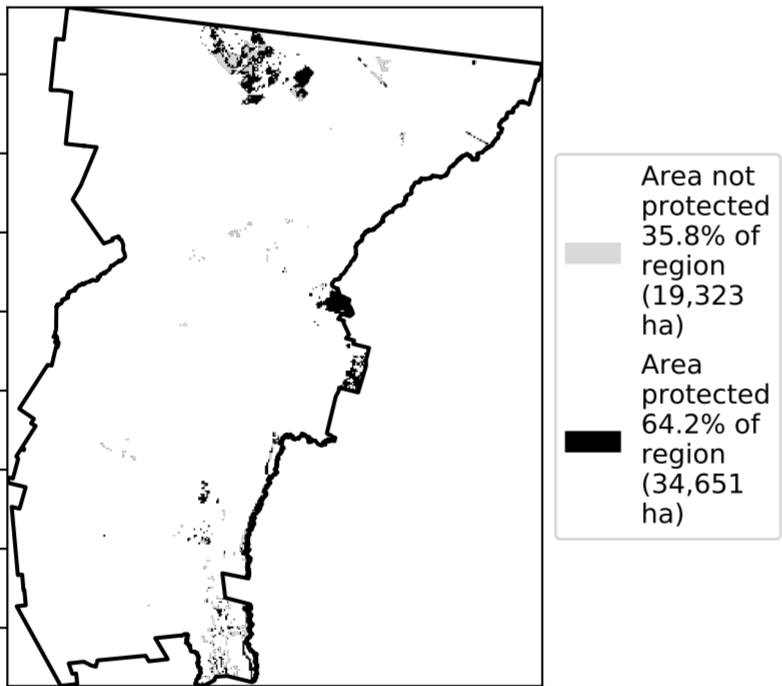 Area not
protected
35.8% of
region
(19,323
ha)
Area
protected
64.2% of
region
(34,651
ha)